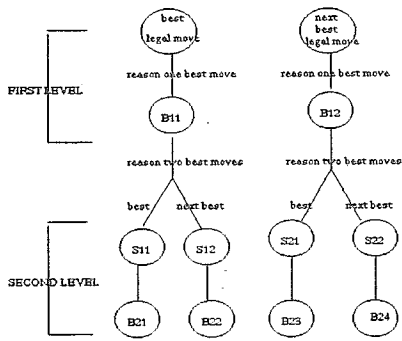 best
legal move
next
best
legal move
reason one best move
reason one best move
FIRST LEVEL
B11
B12
reason two best moves
reason two best moves
best
next best
best
next best
S11
S12
S21
S22
SECOND LEVEL
B21
B22
B23
B24